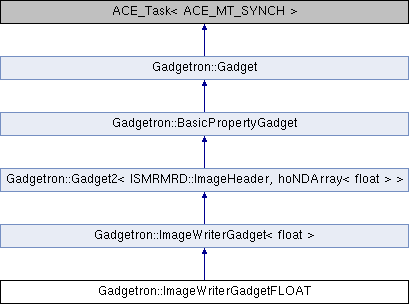 ACE_Task< ACE_MT_SYNCH >
Gadgetron::Gadget
Gadgetron::BasicPropertyGadget
Gadgetron::Gadget2< ISMRMRD::ImageHeader, hoNDArray< float > >
Gadgetron::ImageWriterGadget< float >
Gadgetron::ImageWriterGadgetFLOAT